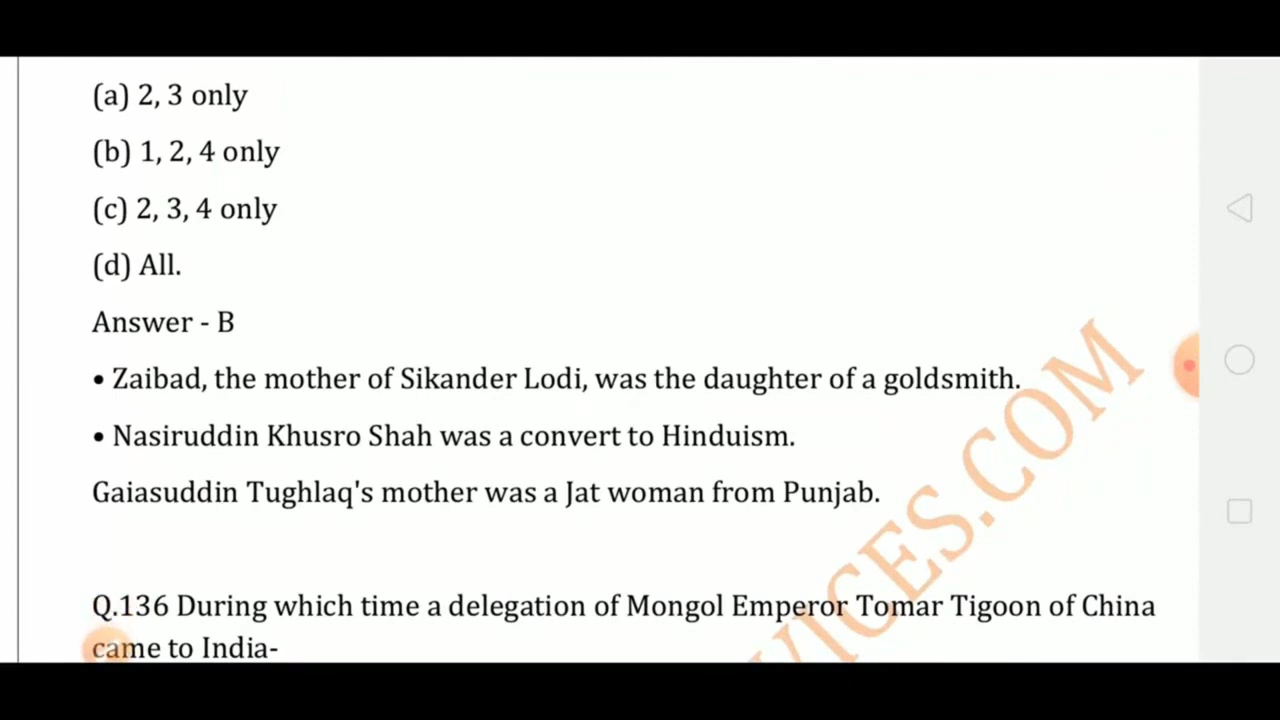 (a) 2, 3 only
(b) 1, 2, 4 only
(c) 2, 3, 4 only
(d) All.
Answer - B
• Zaibad, the mother of Sikander Lodi, was the daughter of a goldsmith.
• Nasiruddin Khusro Shah was a convert to Hinduism.
Gaiasuddin Tughlaq's mother was a Jat woman from Punjab.
Q.136 During which time a delegation of Mongol Emperor Tomar Tigoon of China
came to India-
VICES.COM